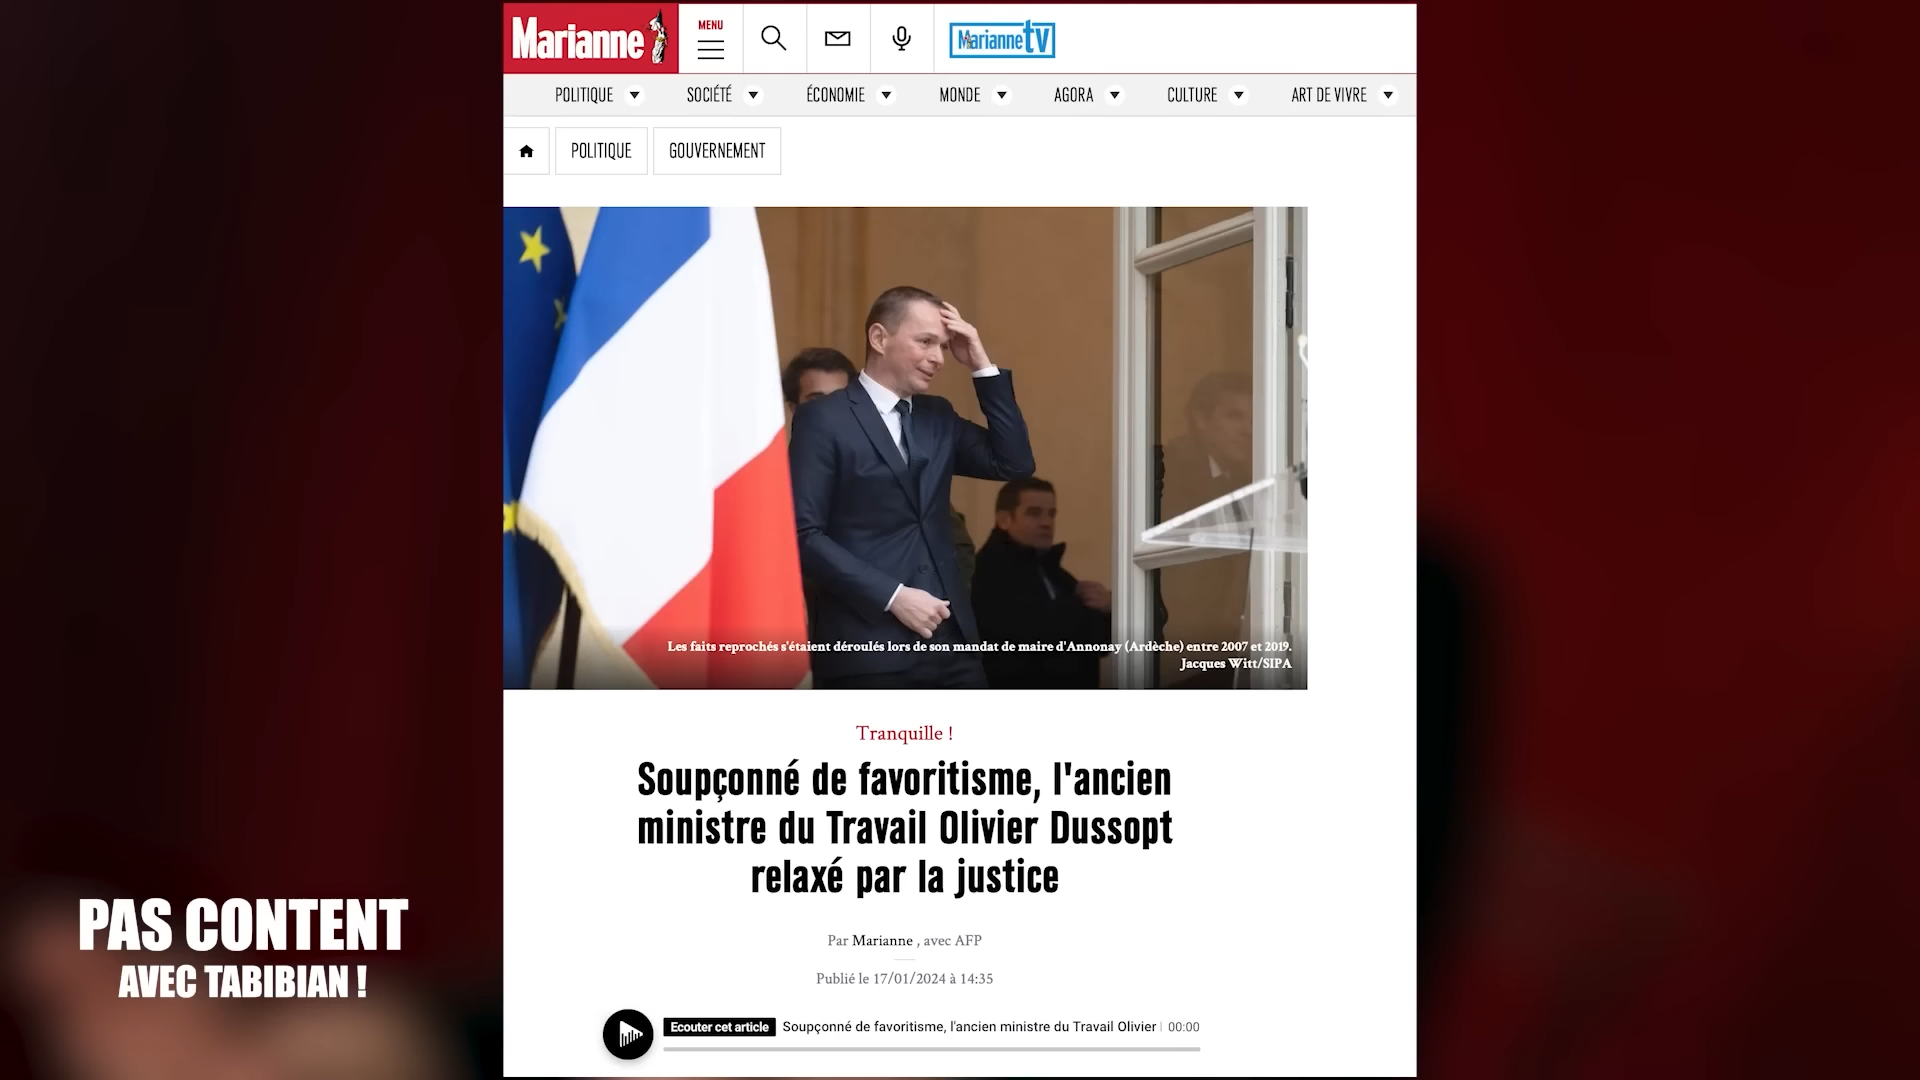 Marianne
MENU
MarianneTV
POLITIQUE SOCIÉTÉ ÉCONOMIE MONDE AGORA CULTURE ART DE VIVRE
POLITIQUE GOUVERNEMENT
Les faits reprochés s'étaient déroulés lors de son mandat de maire d'Annonay (Ardèche) entre 2007 et 2019.
Jacques Witt/SIPA
Tranquille !
Soupçonné de favoritisme, l'ancien
ministre du Travail Olivier Dussopt
relaxé par la justice
Par Marianne , avec AFP
Publié le 17/01/2024 à 14:35
Ecouter cet article Soupçonné de favoritisme, l'ancien ministre du Travail Olivier 00:00
PAS CONTENT
AVEC TABIBIAN !